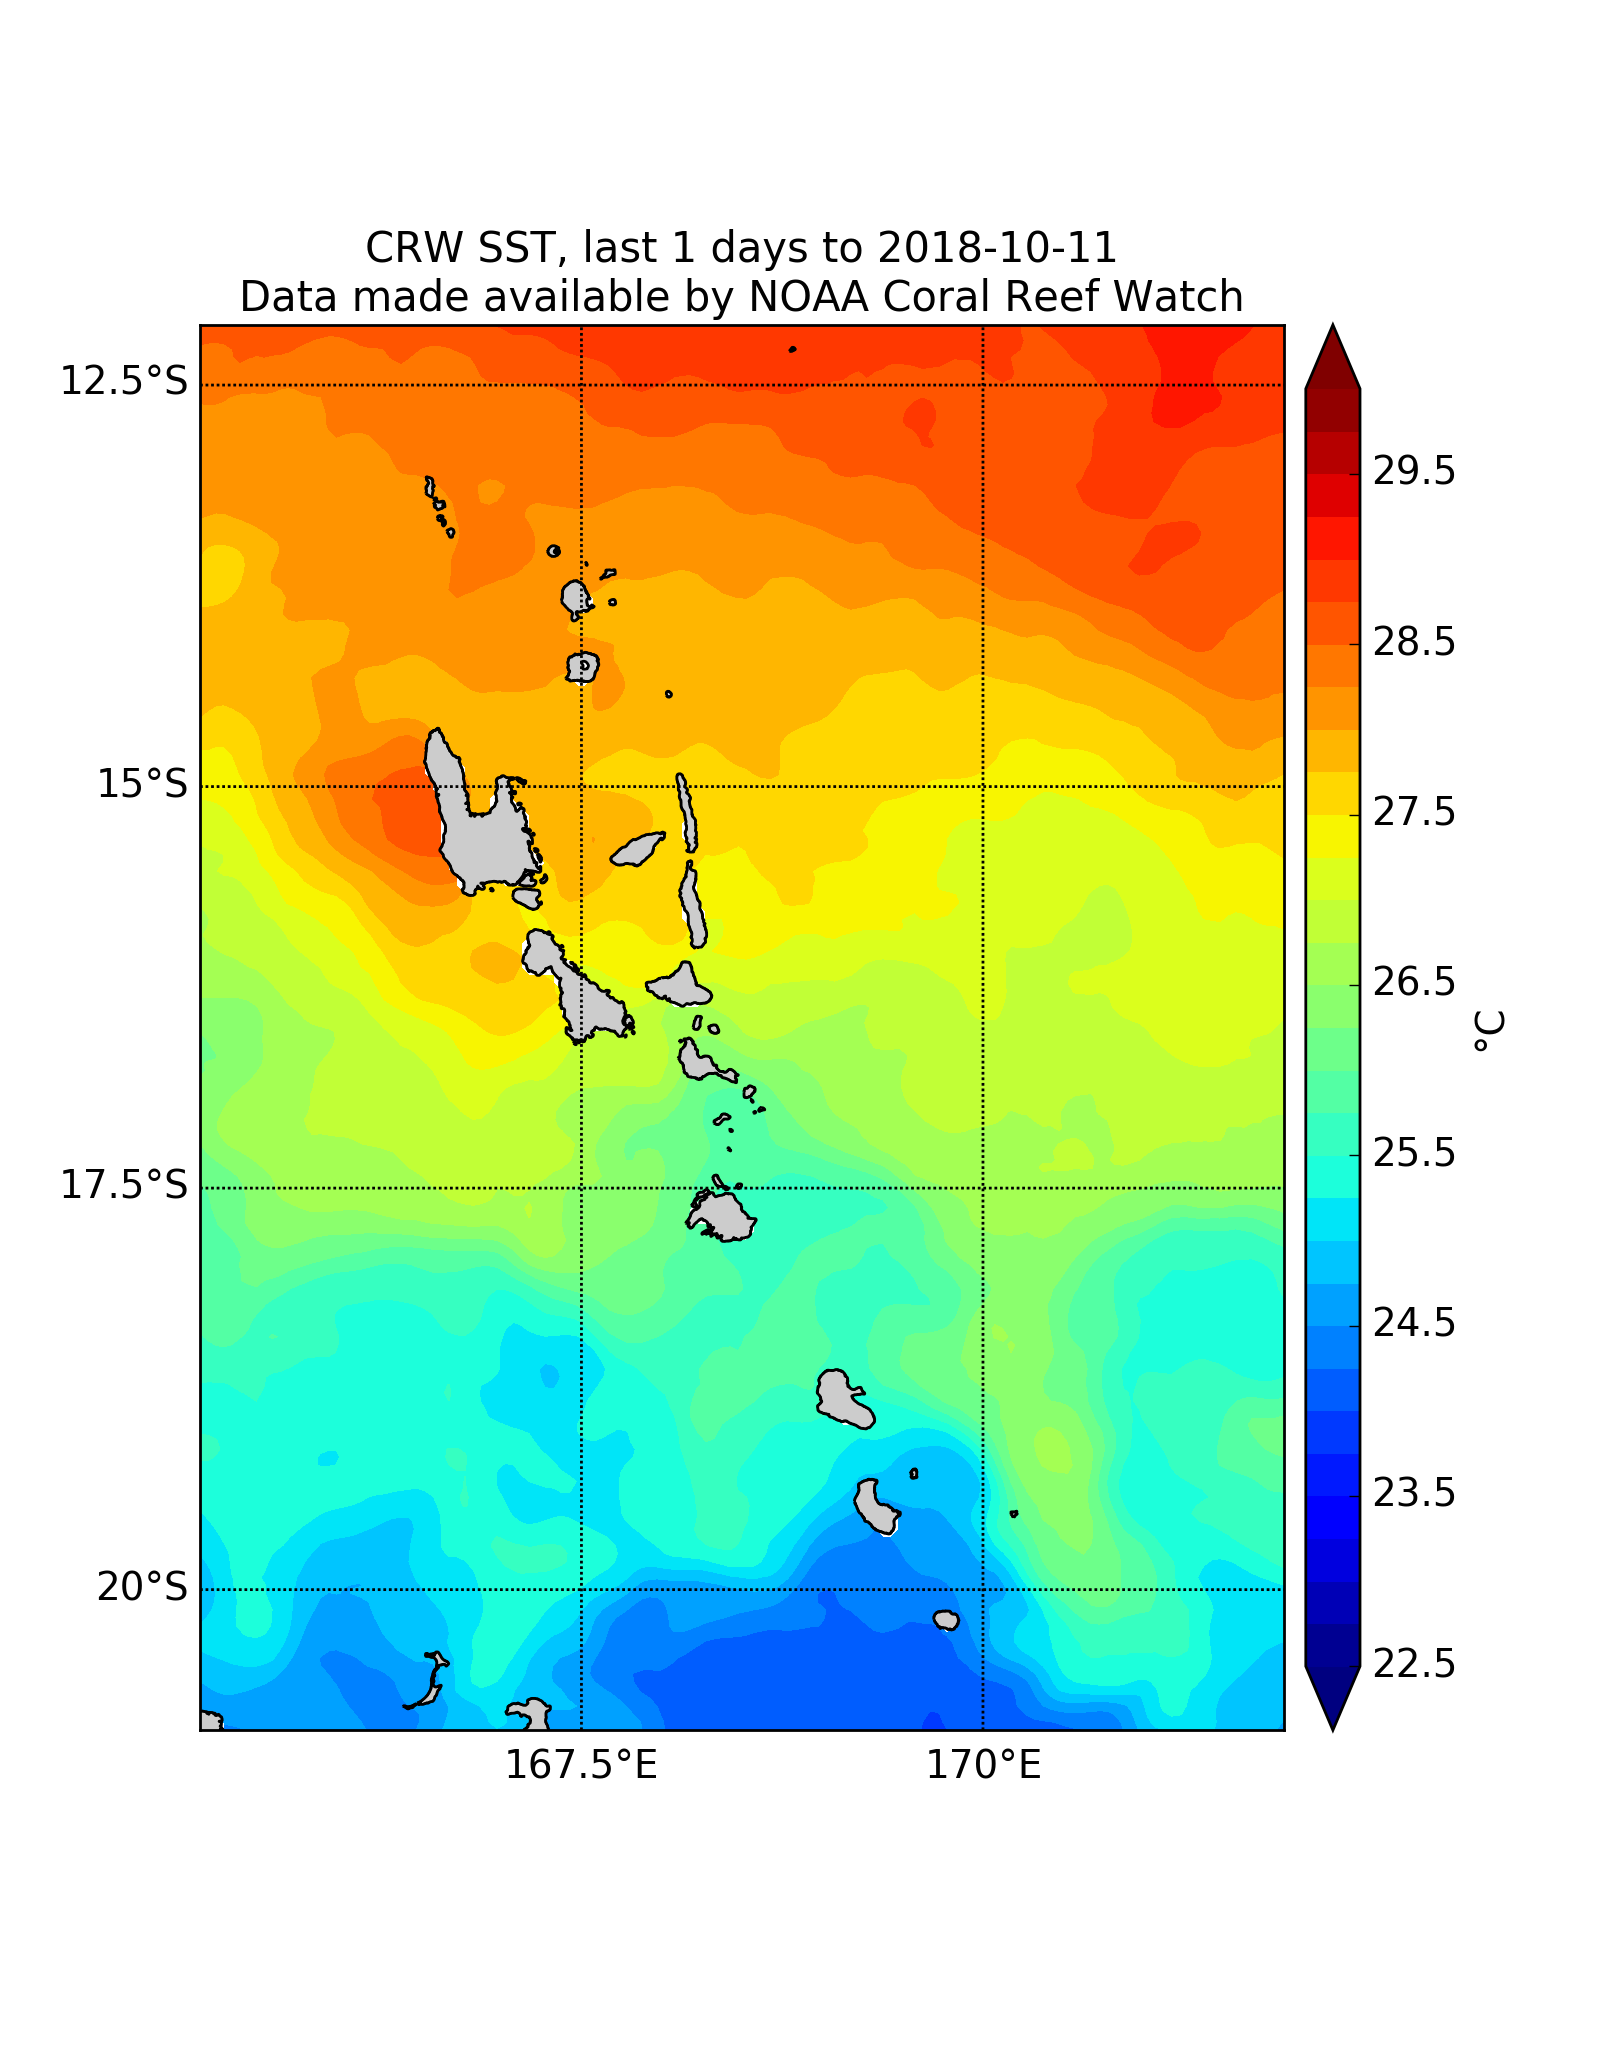 CRW SST, last 1 days to 2018-10-11
Data made available by NOAA Coral Reef Watch
12.5°S
15°S
17.5°S
20°S
167.5°E
170°E
29.5
28.5
27.5
26.5
25.5
24.5
23.5
22.5
°C